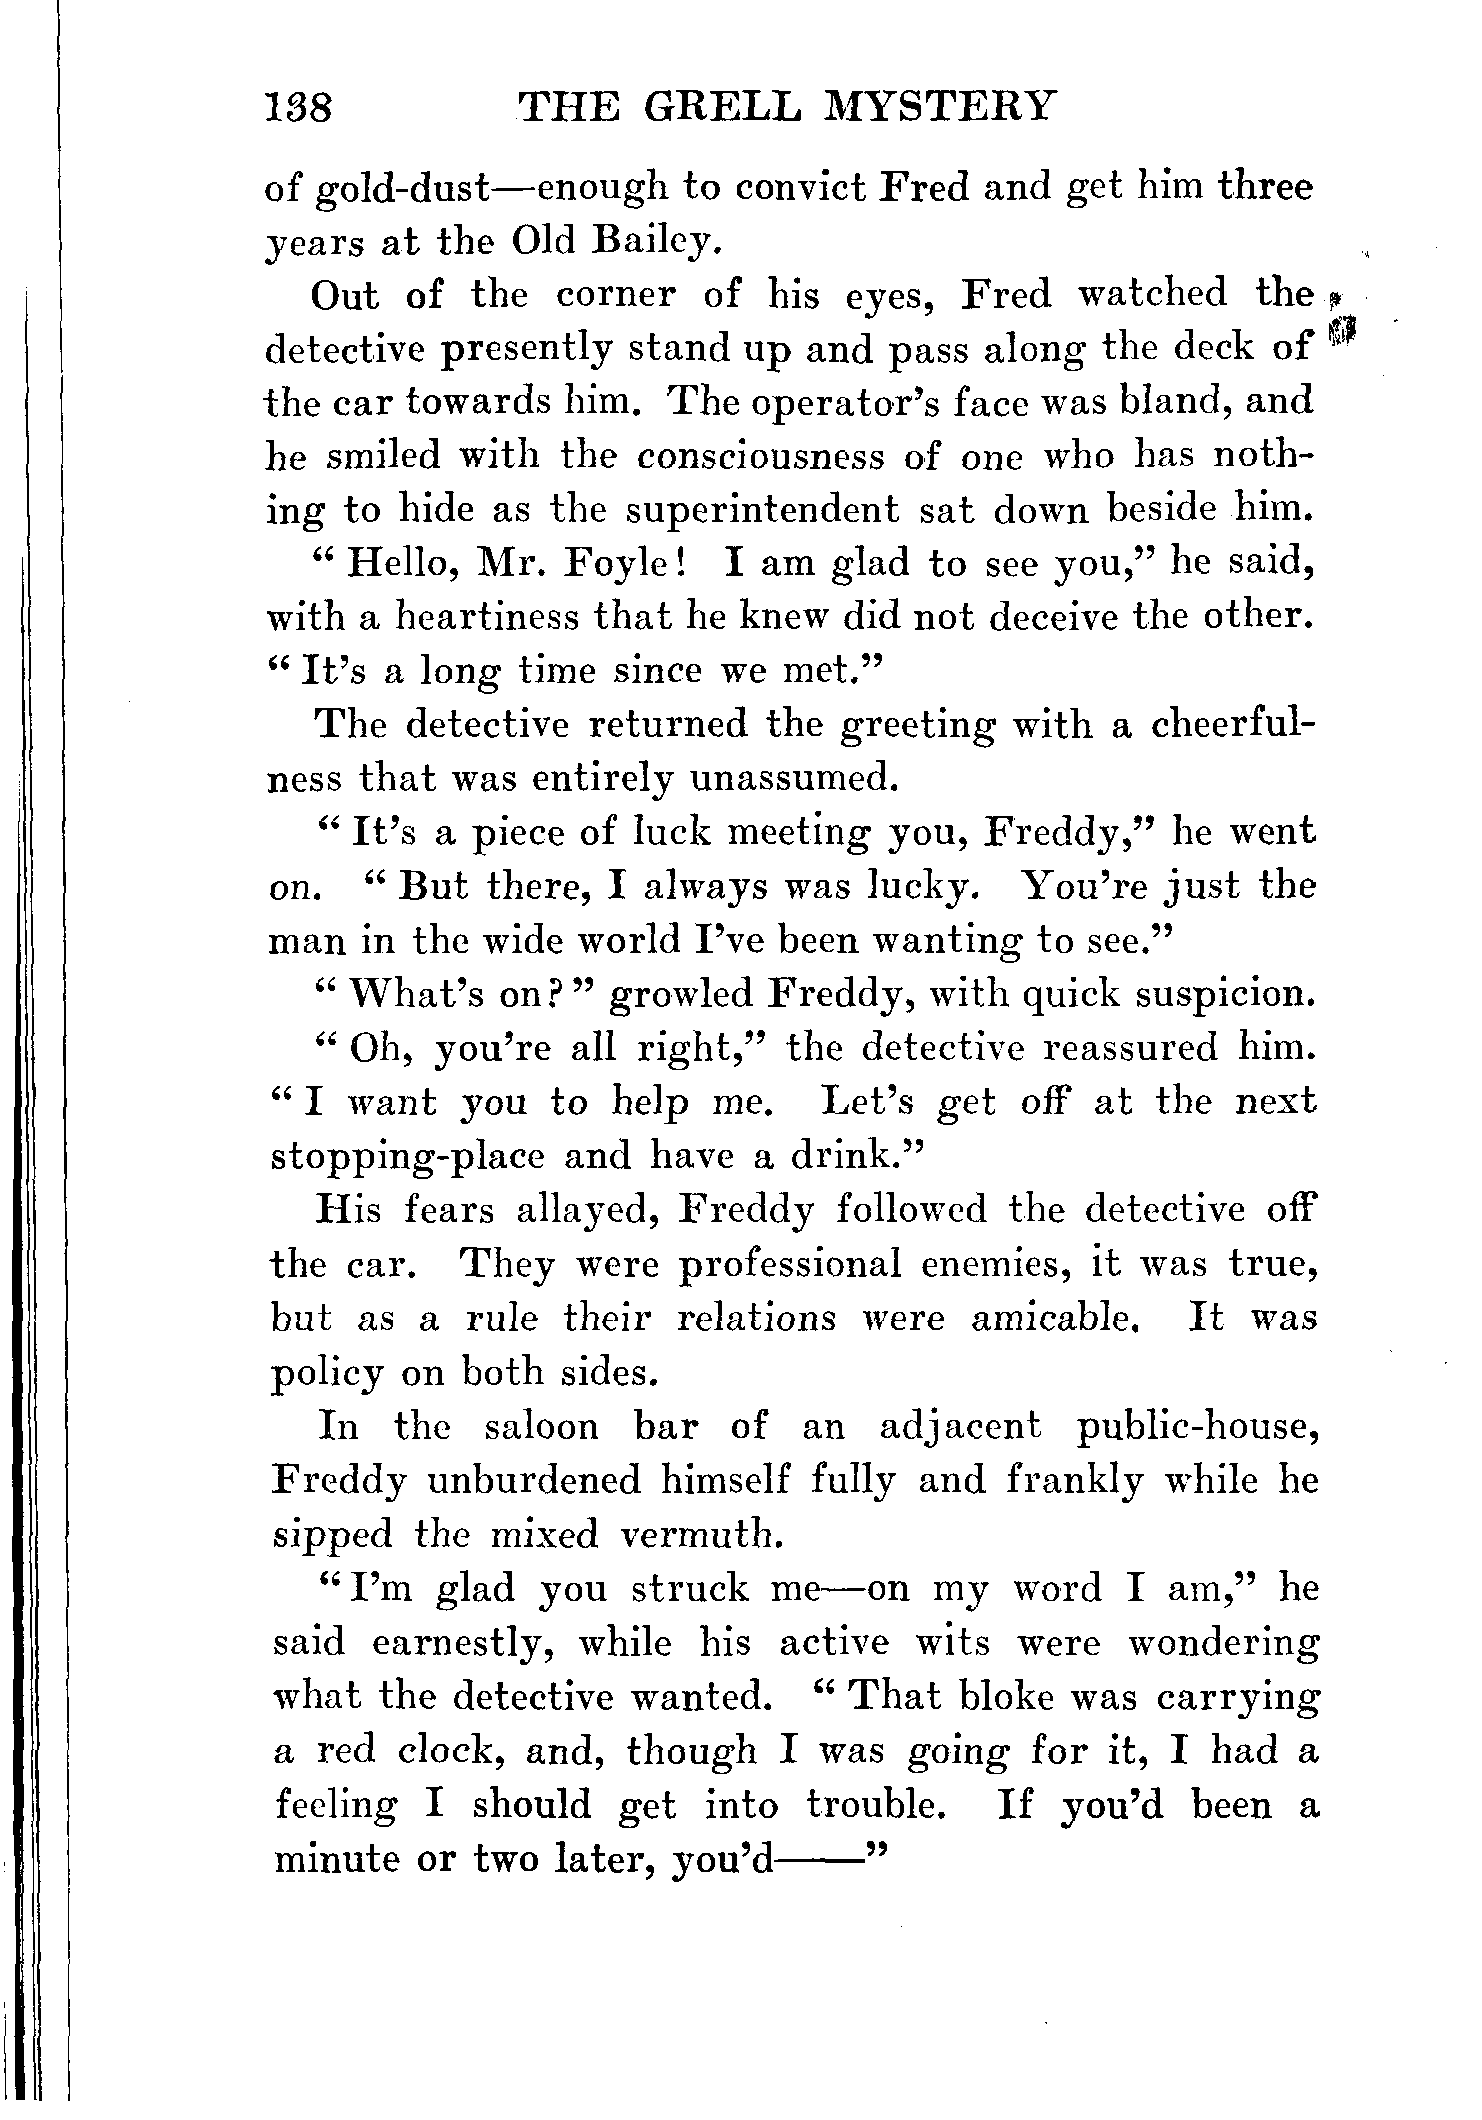 138 THE GRELL MYSTERY
of gold-dust—enough to convict Fred and get him three
years at the Old Bailey.
Out of the corner of his eyes, Fred watched the
detective presently stand up and pass along the deck of
the car towards him. The operator's face was bland, and
he smiled with the consciousness of one who has noth-
ing to hide as the superintendent sat down beside him.
“ Hello, Mr. Foyle! I am glad to see you,” he said,
with a heartiness that he knew did not deceive the other.
“ It's a long time since we met.”
The detective returned the greeting with a cheerful-
ness that was entirely unassumed.
“ It's a piece of luck meeting you, Freddy,” he went
on. “ But there, I always was lucky. You're just the
man in the wide world I've been wanting to see.”
“ What's on? ” growled Freddy, with quick suspicion.
“ Oh, you're all right,” the detective reassured him.
“ I want you to help me. Let's get off at the next
stopping-place and have a drink.”
His fears allayed, Freddy followed the detective off
the car. They were professional enemies, it was true,
but as a rule their relations were amicable. It was
policy on both sides.
In the saloon bar of an adjacent public-house,
Freddy unburdened himself fully and frankly while he
sipped the mixed vermuth.
“ I'm glad you struck me—on my word I am,” he
said earnestly, while his active wits were wondering
what the detective wanted. “ That bloke was carrying
a red clock, and, though I was going for it, I had a
feeling I should get into trouble. If you'd been a
minute or two later, you'd——”